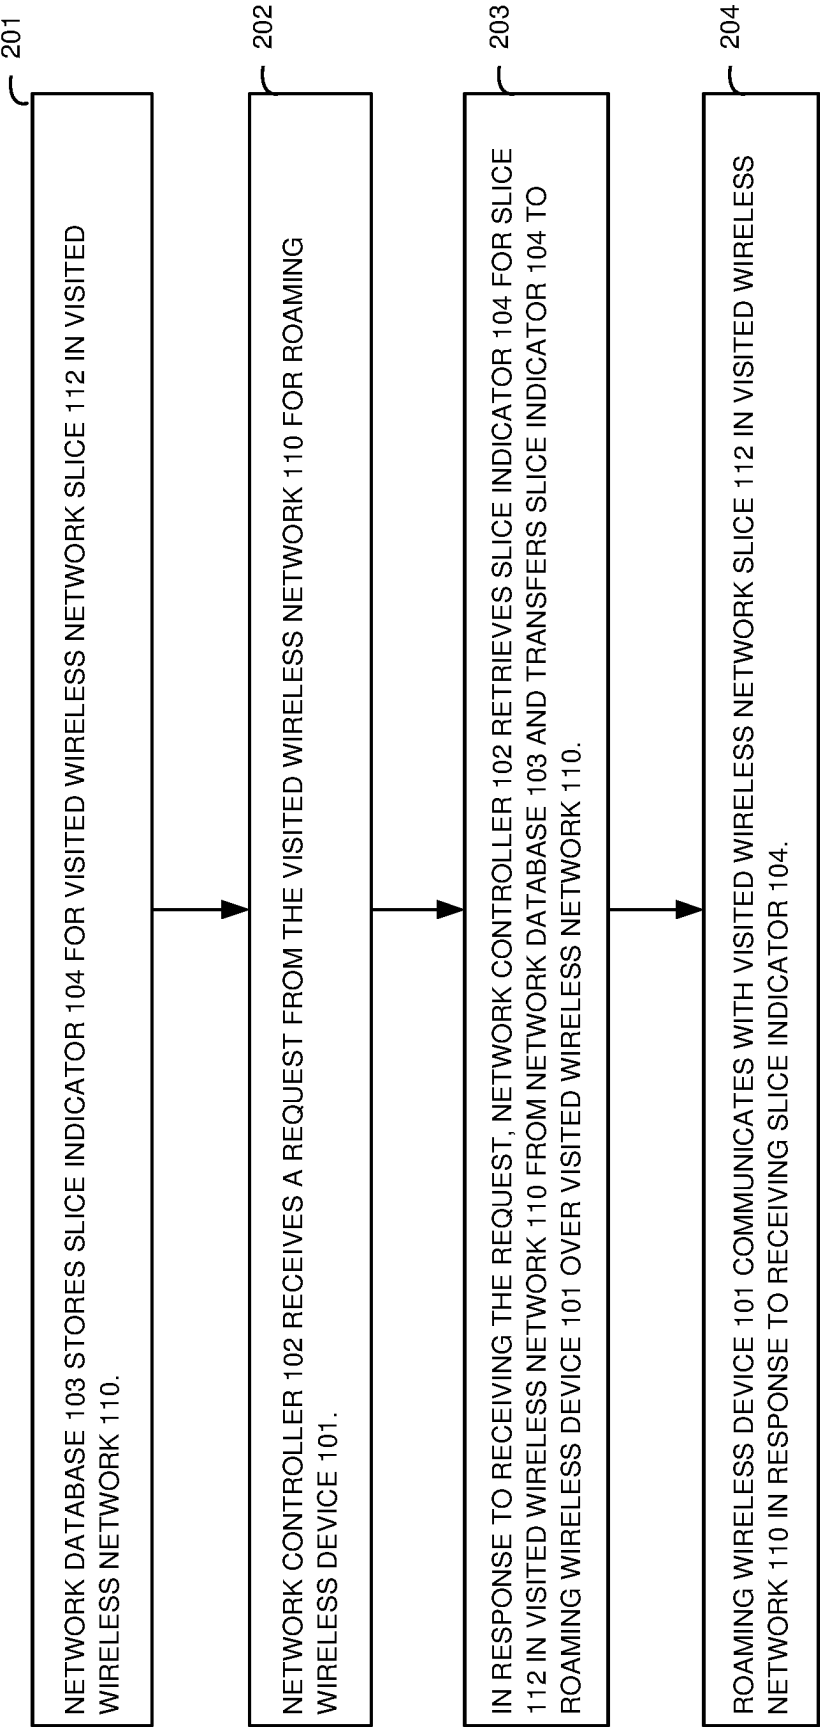 201
NETWORK DATABASE 103 STORES SLICE INDICATOR 104 FOR VISITED WIRELESS NETWORK SLICE 112 IN VISITED
WIRELESS NETWORK 110.
202
NETWORK CONTROLLER 102 RECEIVES A REQUEST FROM THE VISITED WIRELESS NETWORK 110 FOR ROAMING
WIRELESS DEVICE 101.
203
IN RESPONSE TO RECEIVING THE REQUEST, NETWORK CONTROLLER 102 RETRIEVES SLICE INDICATOR 104 FOR SLICE
112 IN VISITED WIRELESS NETWORK 110 FROM NETWORK DATABASE 103 AND TRANSFERS SLICE INDICATOR 104 TO
ROAMING WIRELESS DEVICE 101 OVER VISITED WIRELESS NETWORK 110.
204
ROAMING WIRELESS DEVICE 101 COMMUNICATES WITH VISITED WIRELESS NETWORK SLICE 112 IN VISITED WIRELESS
NETWORK 110 IN RESPONSE TO RECEIVING SLICE INDICATOR 104.